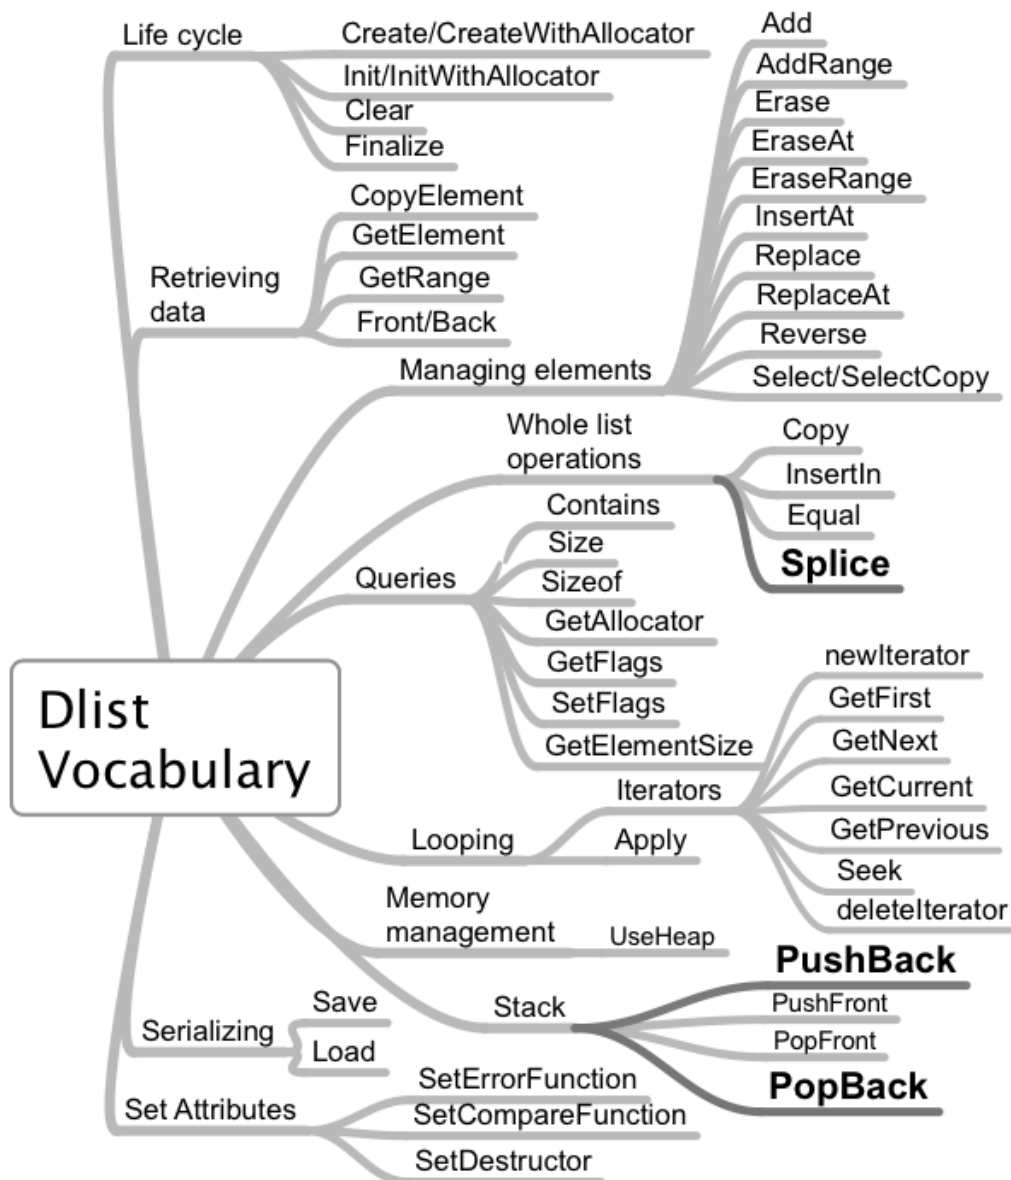 Life cycle
Create/CreateWithAllocator
Init/InitWithAllocator
Clear
Finalize
Retrieving
data
CopyElement
GetElement
GetRange
Front/Back
Managing elements
Add
AddRange
Erase
EraseAt
EraseRange
InsertAt
Replace
ReplaceAt
Reverse
Select/SelectCopy
Whole list
operations
Copy
InsertIn
Equal
Splice
Queries
Contains
Size
Sizeof
GetAllocator
GetFlags
SetFlags
GetElementSize
Dlist
Vocabulary
Looping
Iterators
newIterator
GetFirst
GetNext
GetCurrent
GetPrevious
Seek
deleteIterator
Apply
Memory
management
UseHeap
Stack
PushBack
PushFront
PopFront
PopBack
Serializing
Save
Load
Set Attributes
SetErrorFunction
SetCompareFunction
SetDestructor